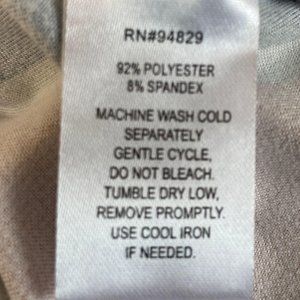 RN#94829
92% POLYESTER
8% SPANDEX
MACHINE WASH COLD
SEPARATELY
GENTLE CYCLE,
DO NOT BLEACH.
TUMBLE DRY LOW,
REMOVE PROMPTLY.
USE COOL IRON
IF NEEDED.